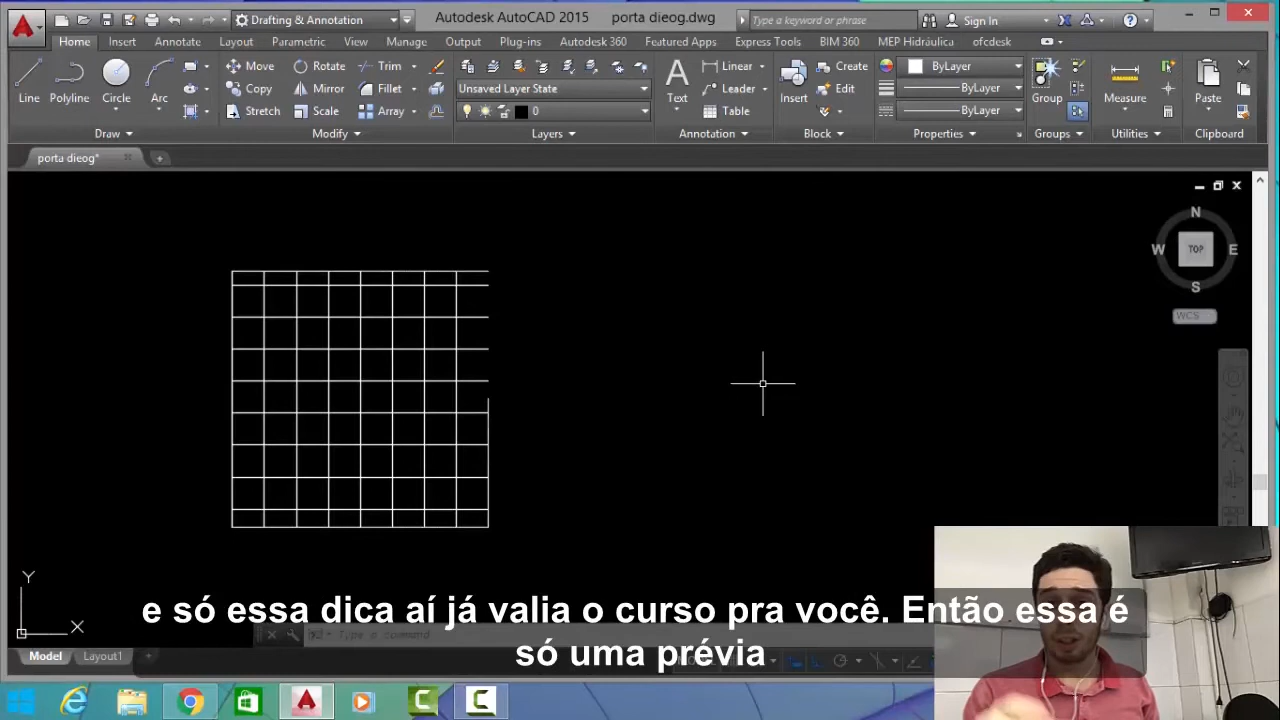 Drafting & Annotation
Autodesk AutoCAD 2015 porta dieog.dwg
Type a keyword or phrase
Sign In
Home Insert Annotate Layout Parametric View Manage Output Plug-ins Autodesk 360 Featured Apps Express Tools BIM 360 MEP Hidráulica ofcdesk
Line Polyline Circle Arc
Move Rotate Trim
Copy Mirror Fillet
Stretch Scale Array
Unsaved Layer State
0
Text
Linear
Leader
Table
Insert
Create
Edit
ByLayer
ByLayer
ByLayer
Group
Measure
Paste
Draw Modify Layers Annotation Block Properties Groups Utilities Clipboard
porta dieog*
N
W TOP E
S
WCS
Y
X
e só essa dica aí já valia o curso pra você. Então essa é
só uma prévia
Type a command
Model Layout1